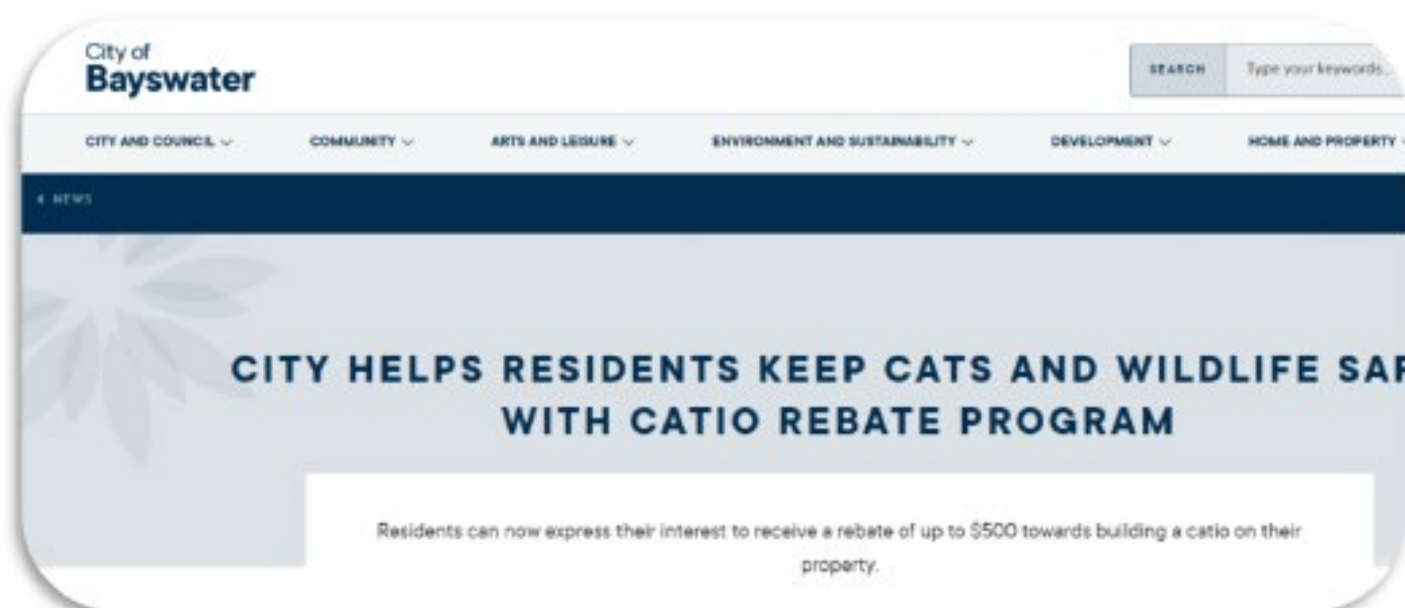 City of
Bayswater
SEARCH Type your keywords...
CITY AND COUNCIL COMMUNITY ARTS AND LEISURE ENVIRONMENT AND SUSTAINABILITY DEVELOPMENT HOME AND PROPERTY
NEWS
CITY HELPS RESIDENTS KEEP CATS AND WILDLIFE
WITH CATIO REBATE PROGRAM
Residents can now express their interest to receive a rebate of up to $500 towards building a catio on their
property.